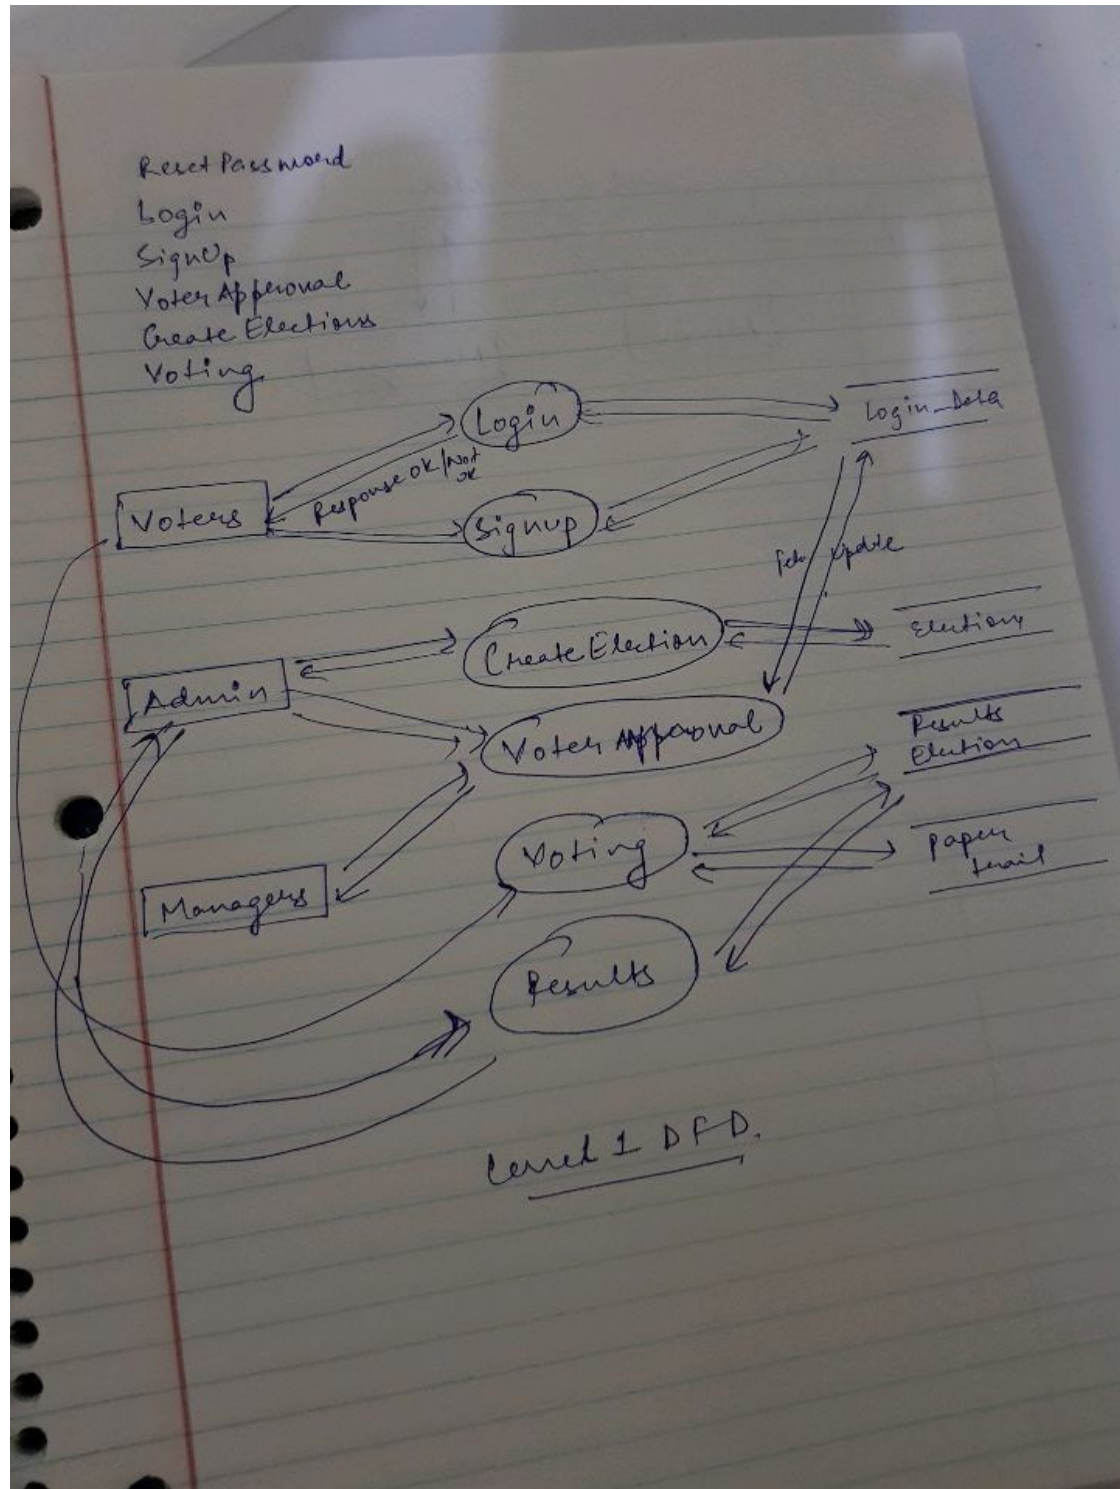 Reset Password
Login
SignUp
Voter Approval
Create Elections
Voting
Login
Login_Data
Response OK/Not
OK
Voters
Signup
Update
Create Election
Elections
Admin
Voter Approval
Results
Election
Voting
paper
trail
Managers
Results
Level 1 DFD.